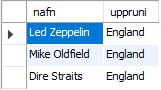 nafn uppruni
Led Zeppelin England
Mike Oldfield England
Dire Straits England